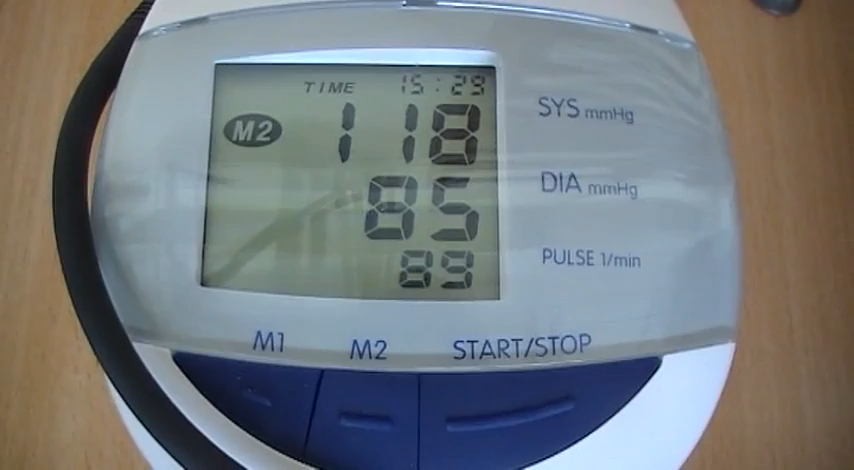 TIME 15:29
M2 118 SYS mmHg
85 DIA mmHg
89 PULSE 1/min
M1 M2 START/STOP